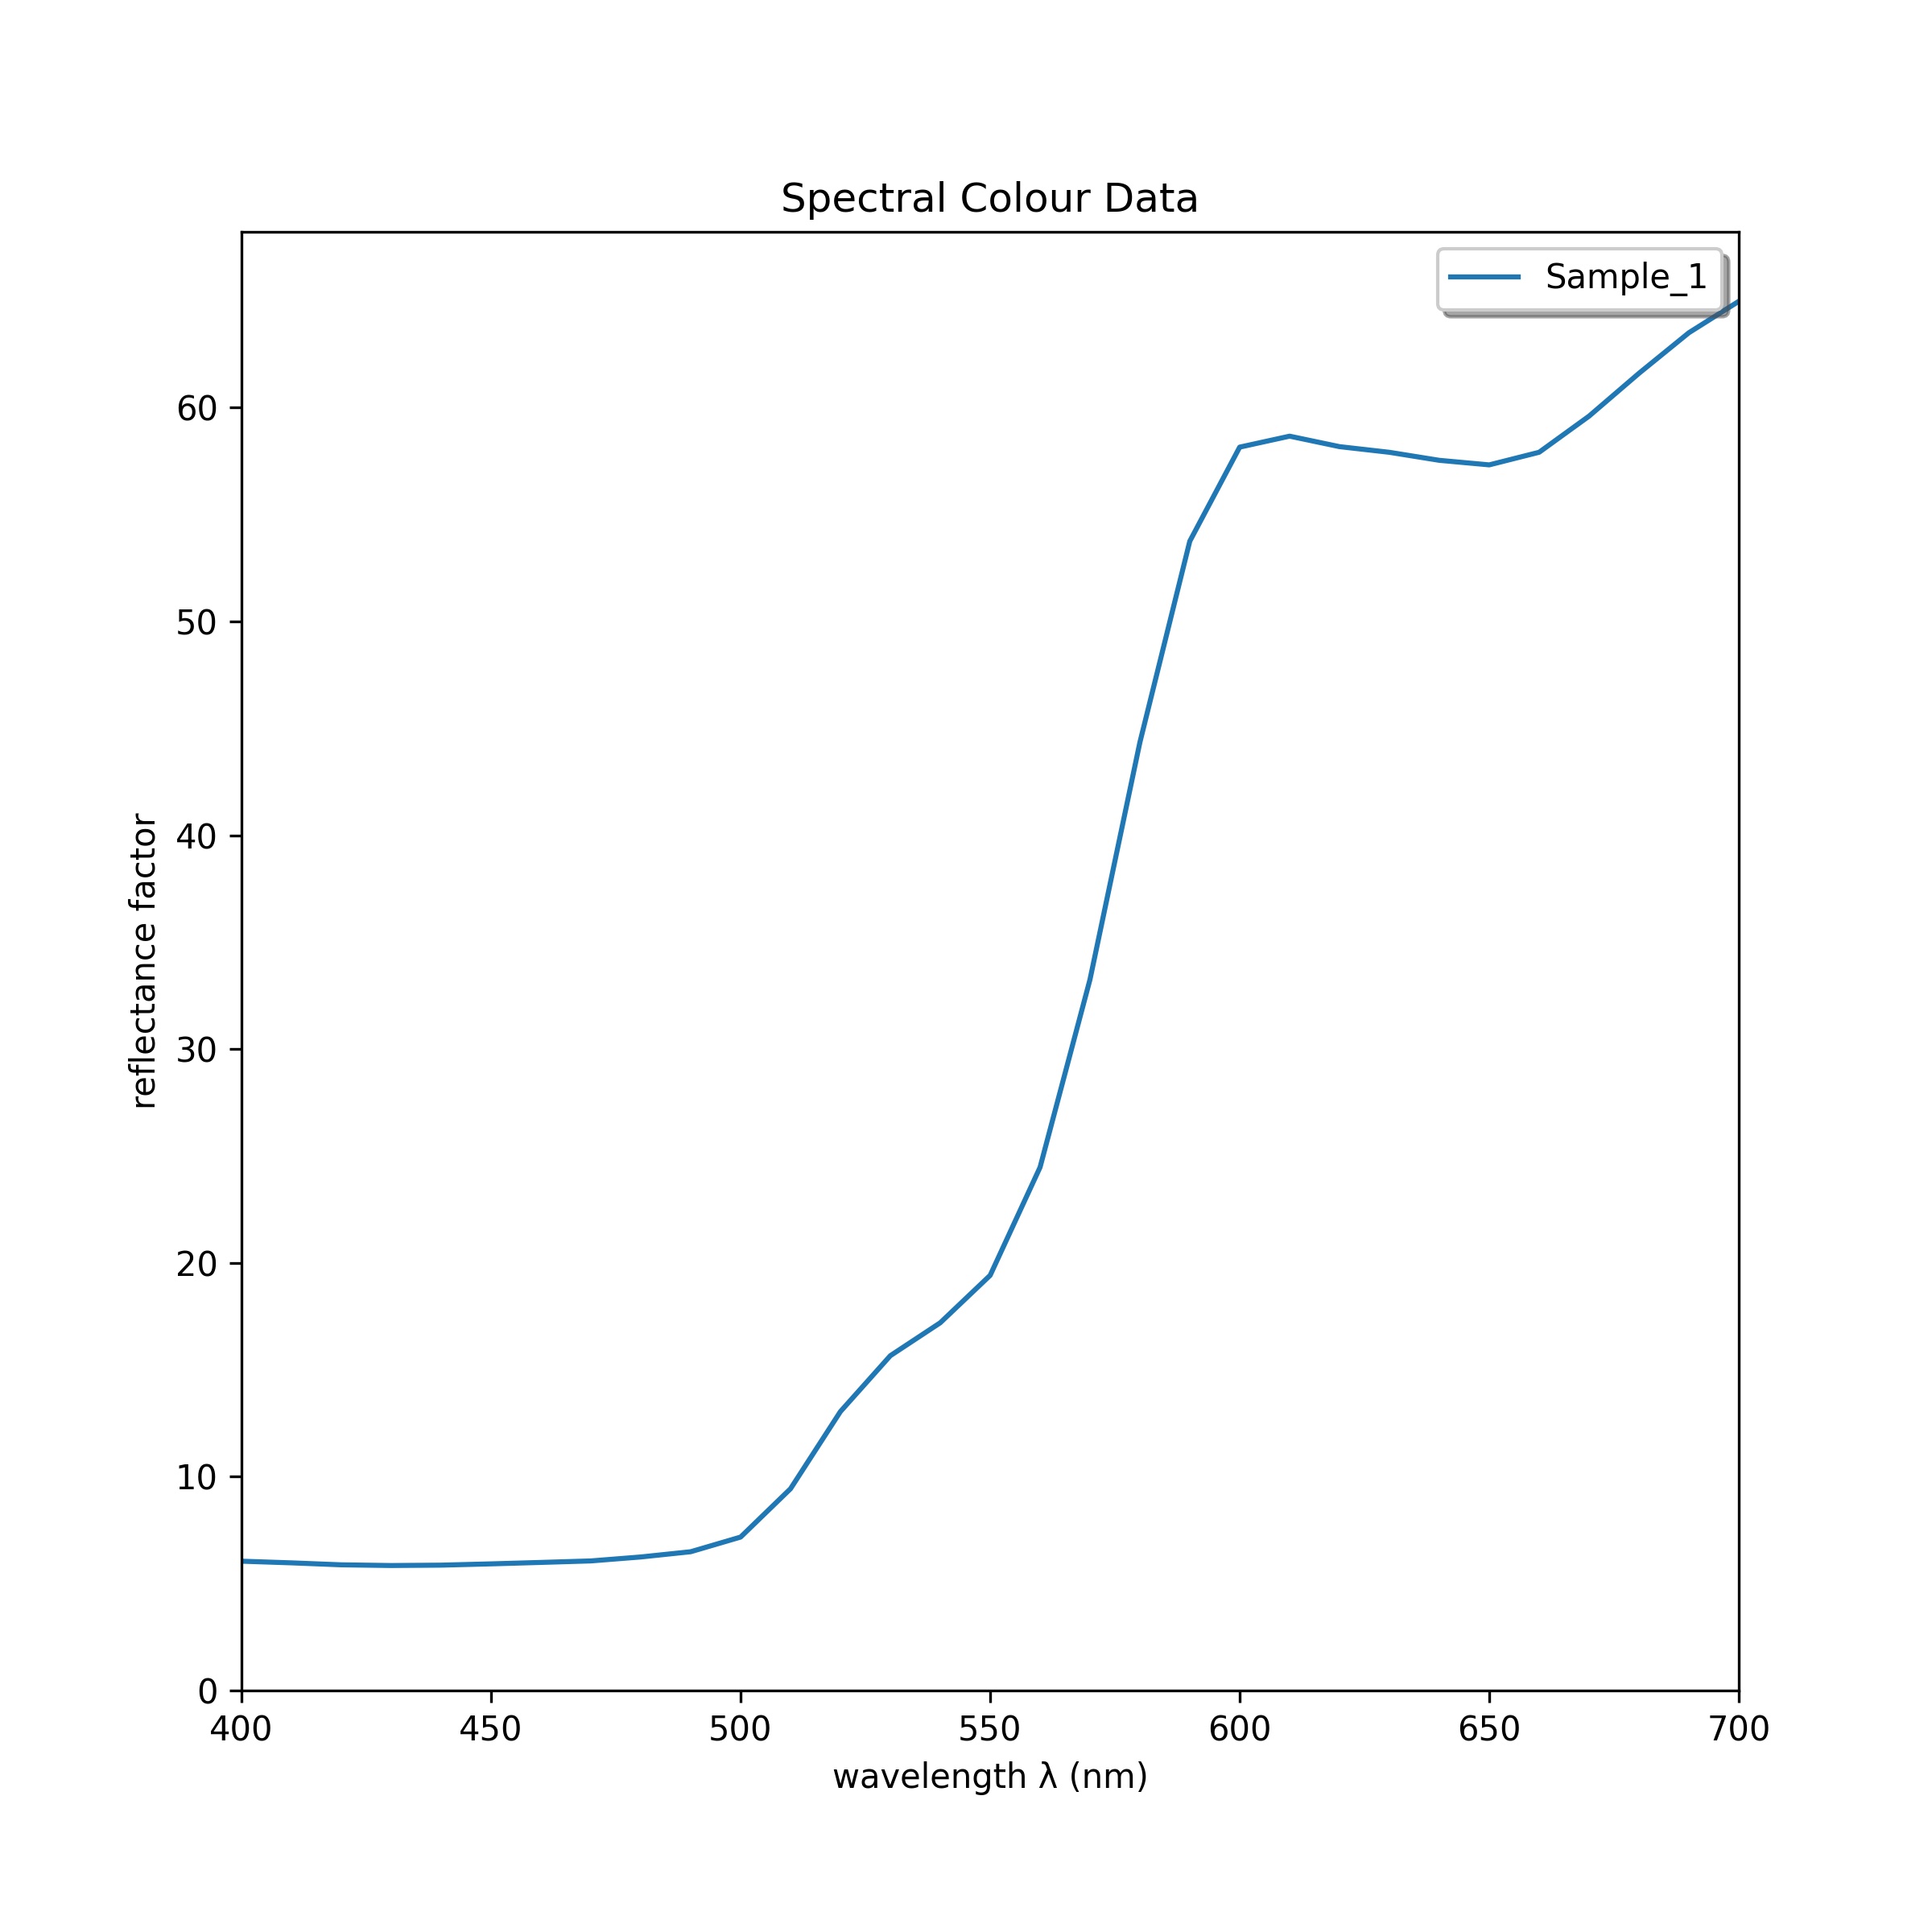 Spectral Colour Data
Sample_1
reflectance factor
60
50
40
30
20
10
0
400 450 500 550 600 650 700
wavelength λ (nm)